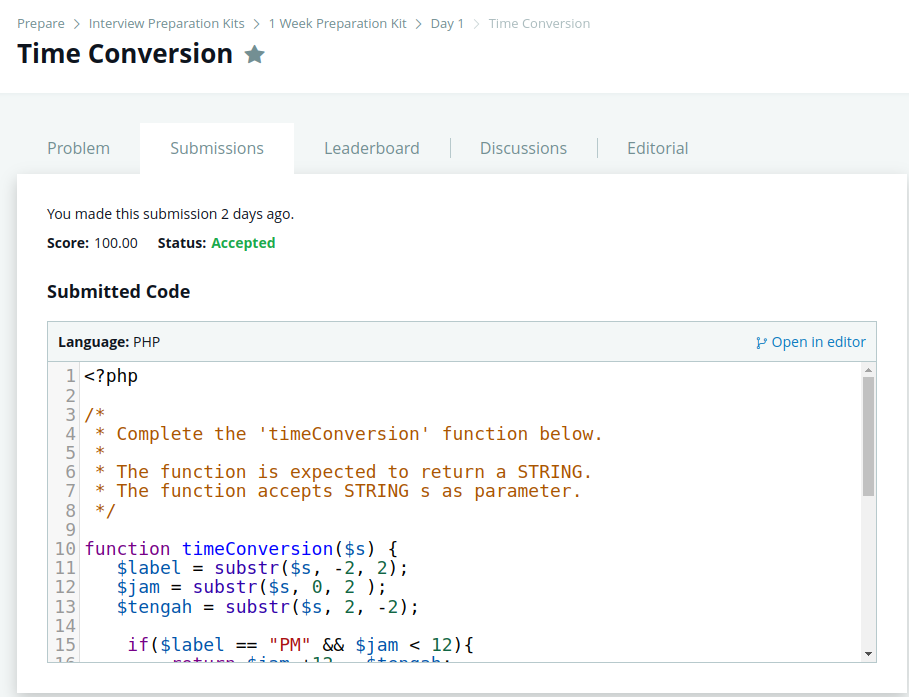 Prepare > Interview Preparation Kits > 1 Week Preparation Kit > Day 1 > Time Conversion
Time Conversion
Problem Submissions Leaderboard Discussions Editorial
You made this submission 2 days ago.
Score: 100.00 Status: Accepted
Submitted Code
Language: PHP Open in editor
1 <?php
2
3 /*
4  * Complete the 'timeConversion' function below.
5  *
6  * The function is expected to return a STRING.
7  * The function accepts STRING s as parameter.
8  */
9
10 function timeConversion($s) {
11    $label = substr($s, -2, 2);
12    $jam = substr($s, 0, 2 );
13    $tengah = substr($s, 2, -2);
14
15     if($label == "PM" && $jam < 12){
16         return $jam +12 $tengah;